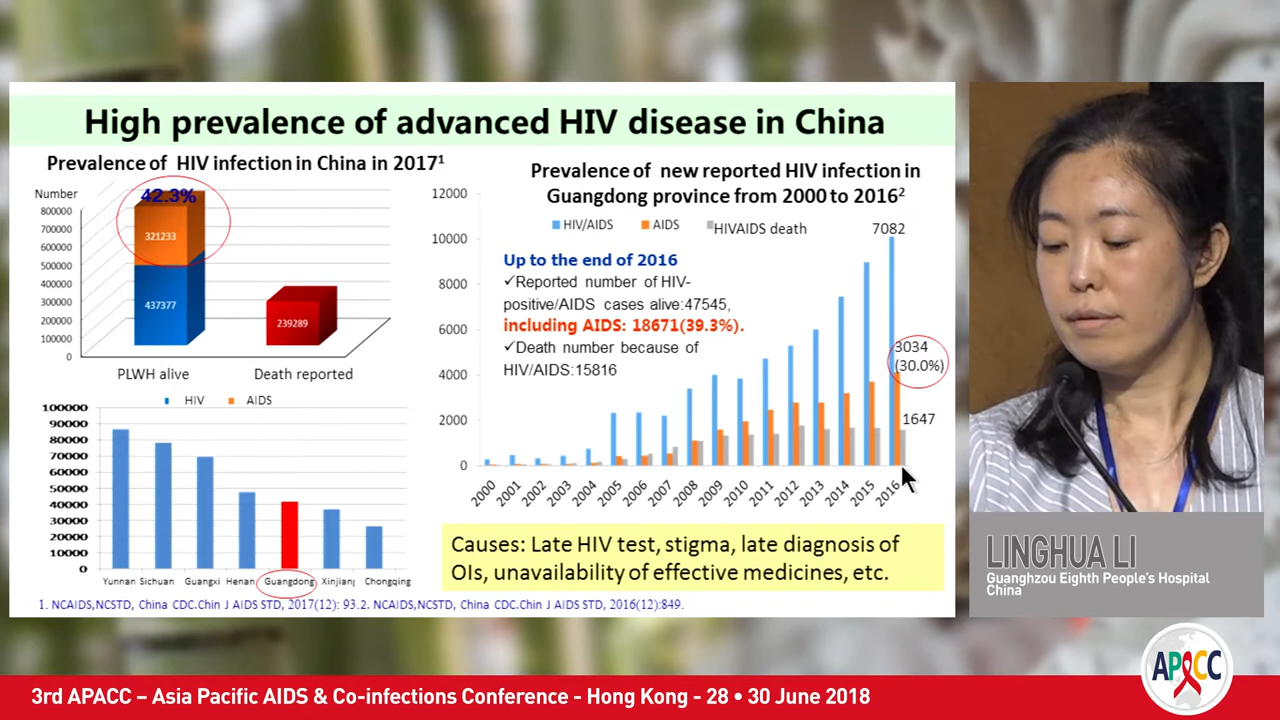 High prevalence of advanced HIV disease in China
Prevalence of HIV infection in China in 2017¹
Number
800000
700000
600000
500000
400000
300000
200000
100000
0
42.3%
321233
437377
239289
PLWH alive
Death reported
HIV
AIDS
100000
90000
80000
70000
60000
50000
40000
30000
20000
10000
0
Yunnan Sichuan Guangxi Henan Guangdong Xinjiang Chongqing
Prevalence of new reported HIV infection in
Guangdong province from 2000 to 2016²
12000
10000
8000
6000
4000
2000
0
HIV/AIDS
AIDS
HIVAIDS death
7082
Up to the end of 2016
✓Reported number of HIV-
positive/AIDS cases alive:47545,
including AIDS: 18671(39.3%).
✓Death number because of
HIV/AIDS:15816
3034
(30.0%)
1647
2000 2001 2002 2003 2004 2005 2006 2007 2008 2009 2010 2011 2012 2013 2014 2015 2016
Causes: Late HIV test, stigma, late diagnosis of
OIs, unavailability of effective medicines, etc.
1. NCAIDS,NCSTD, China CDC.Chin J AIDS STD, 2017(12): 93.2. NCAIDS,NCSTD, China CDC.Chin J AIDS STD, 2016(12):849.
LINGHUA LI
Guanghzou Eighth People's Hospital
China
3rd APACC – Asia Pacific AIDS & Co-infections Conference - Hong Kong - 28 • 30 June 2018
APACC